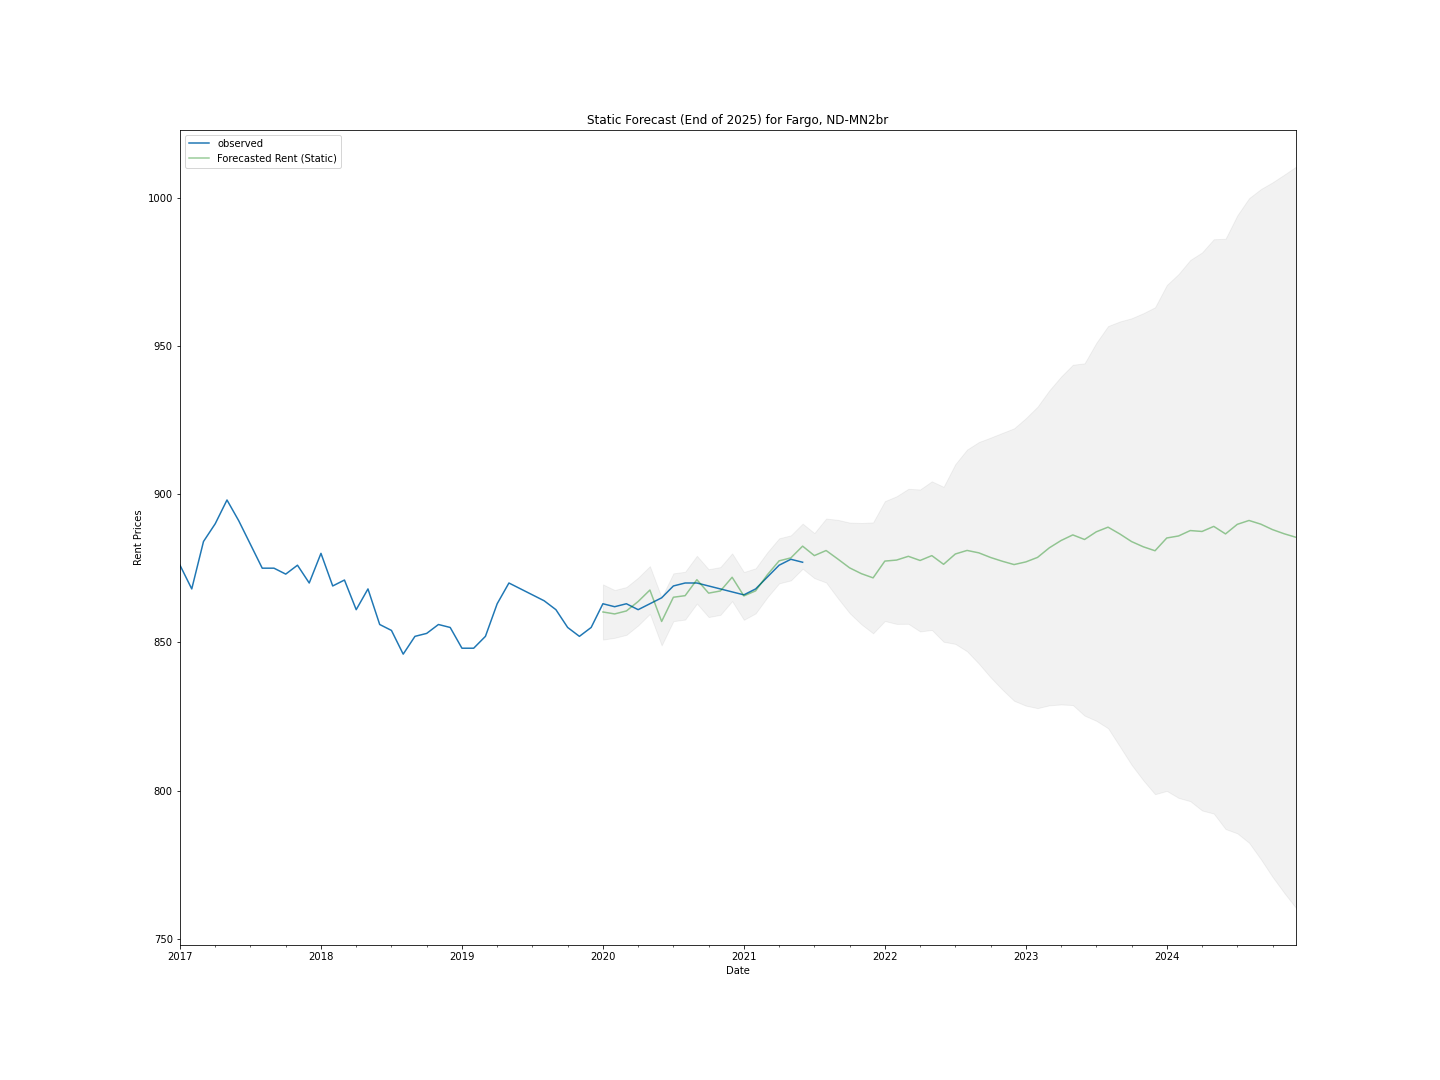 Static Forecast (End of 2025) for Fargo, ND-MN2br
observed
Forecasted Rent (Static)
1000
950
900
850
800
750
Rent Prices
2017 2018 2019 2020 2021 2022 2023 2024
Date